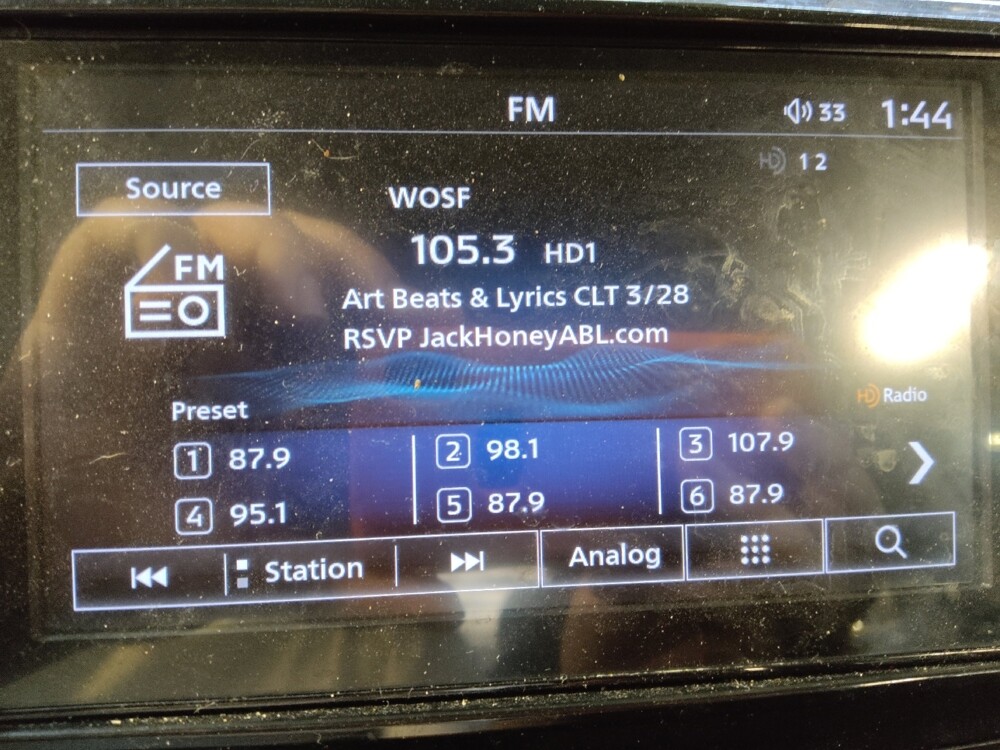 FM
33
1:44
HD 1 2
Source
WOSF
FM
105.3 HD1
Art Beats & Lyrics CLT 3/28
RSVP JackHoneyABL.com
HD Radio
Preset
1 87.9
2 98.1
3 107.9
4 95.1
5 87.9
6 87.9
Station
Analog